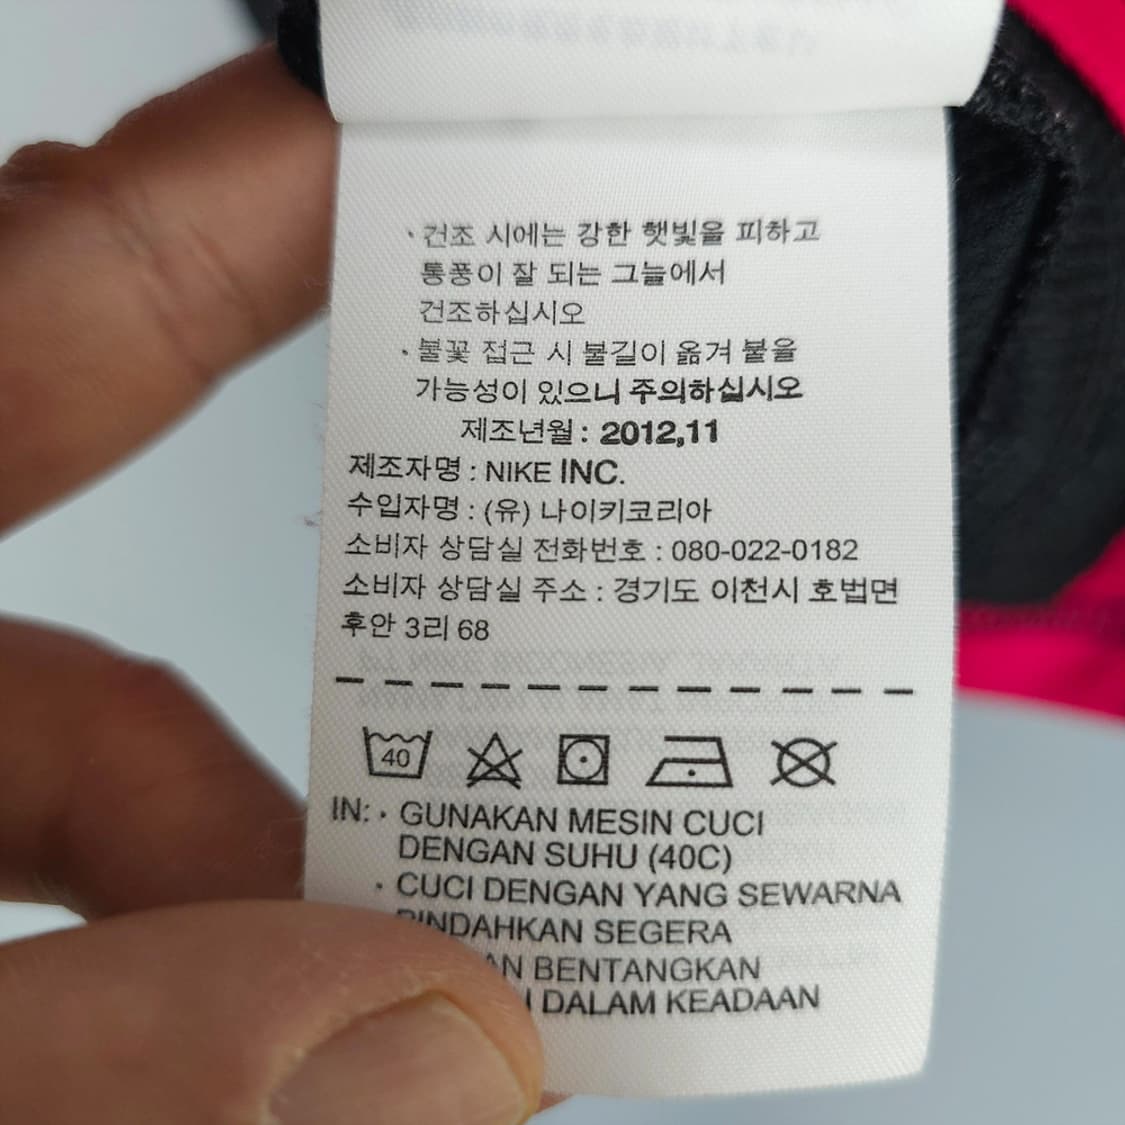 · 건조 시에는 강한 햇빛을 피하고
통풍이 잘 되는 그늘에서
건조하십시오
· 불꽃 접근 시 불길이 옮겨 붙을
가능성이 있으니 주의하십시오
제조년월 : 2012,11
제조자명 : NIKE INC.
수입자명 : (유) 나이키코리아
소비자 상담실 전화번호 : 080-022-0182
소비자 상담실 주소 : 경기도 이천시 호법면
후안 3리 68
40
IN: · GUNAKAN MESIN CUCI
DENGAN SUHU (40C)
· CUCI DENGAN YANG SEWARNA
PINDAHKAN SEGERA
BENTANGKAN
DALAM KEADAAN